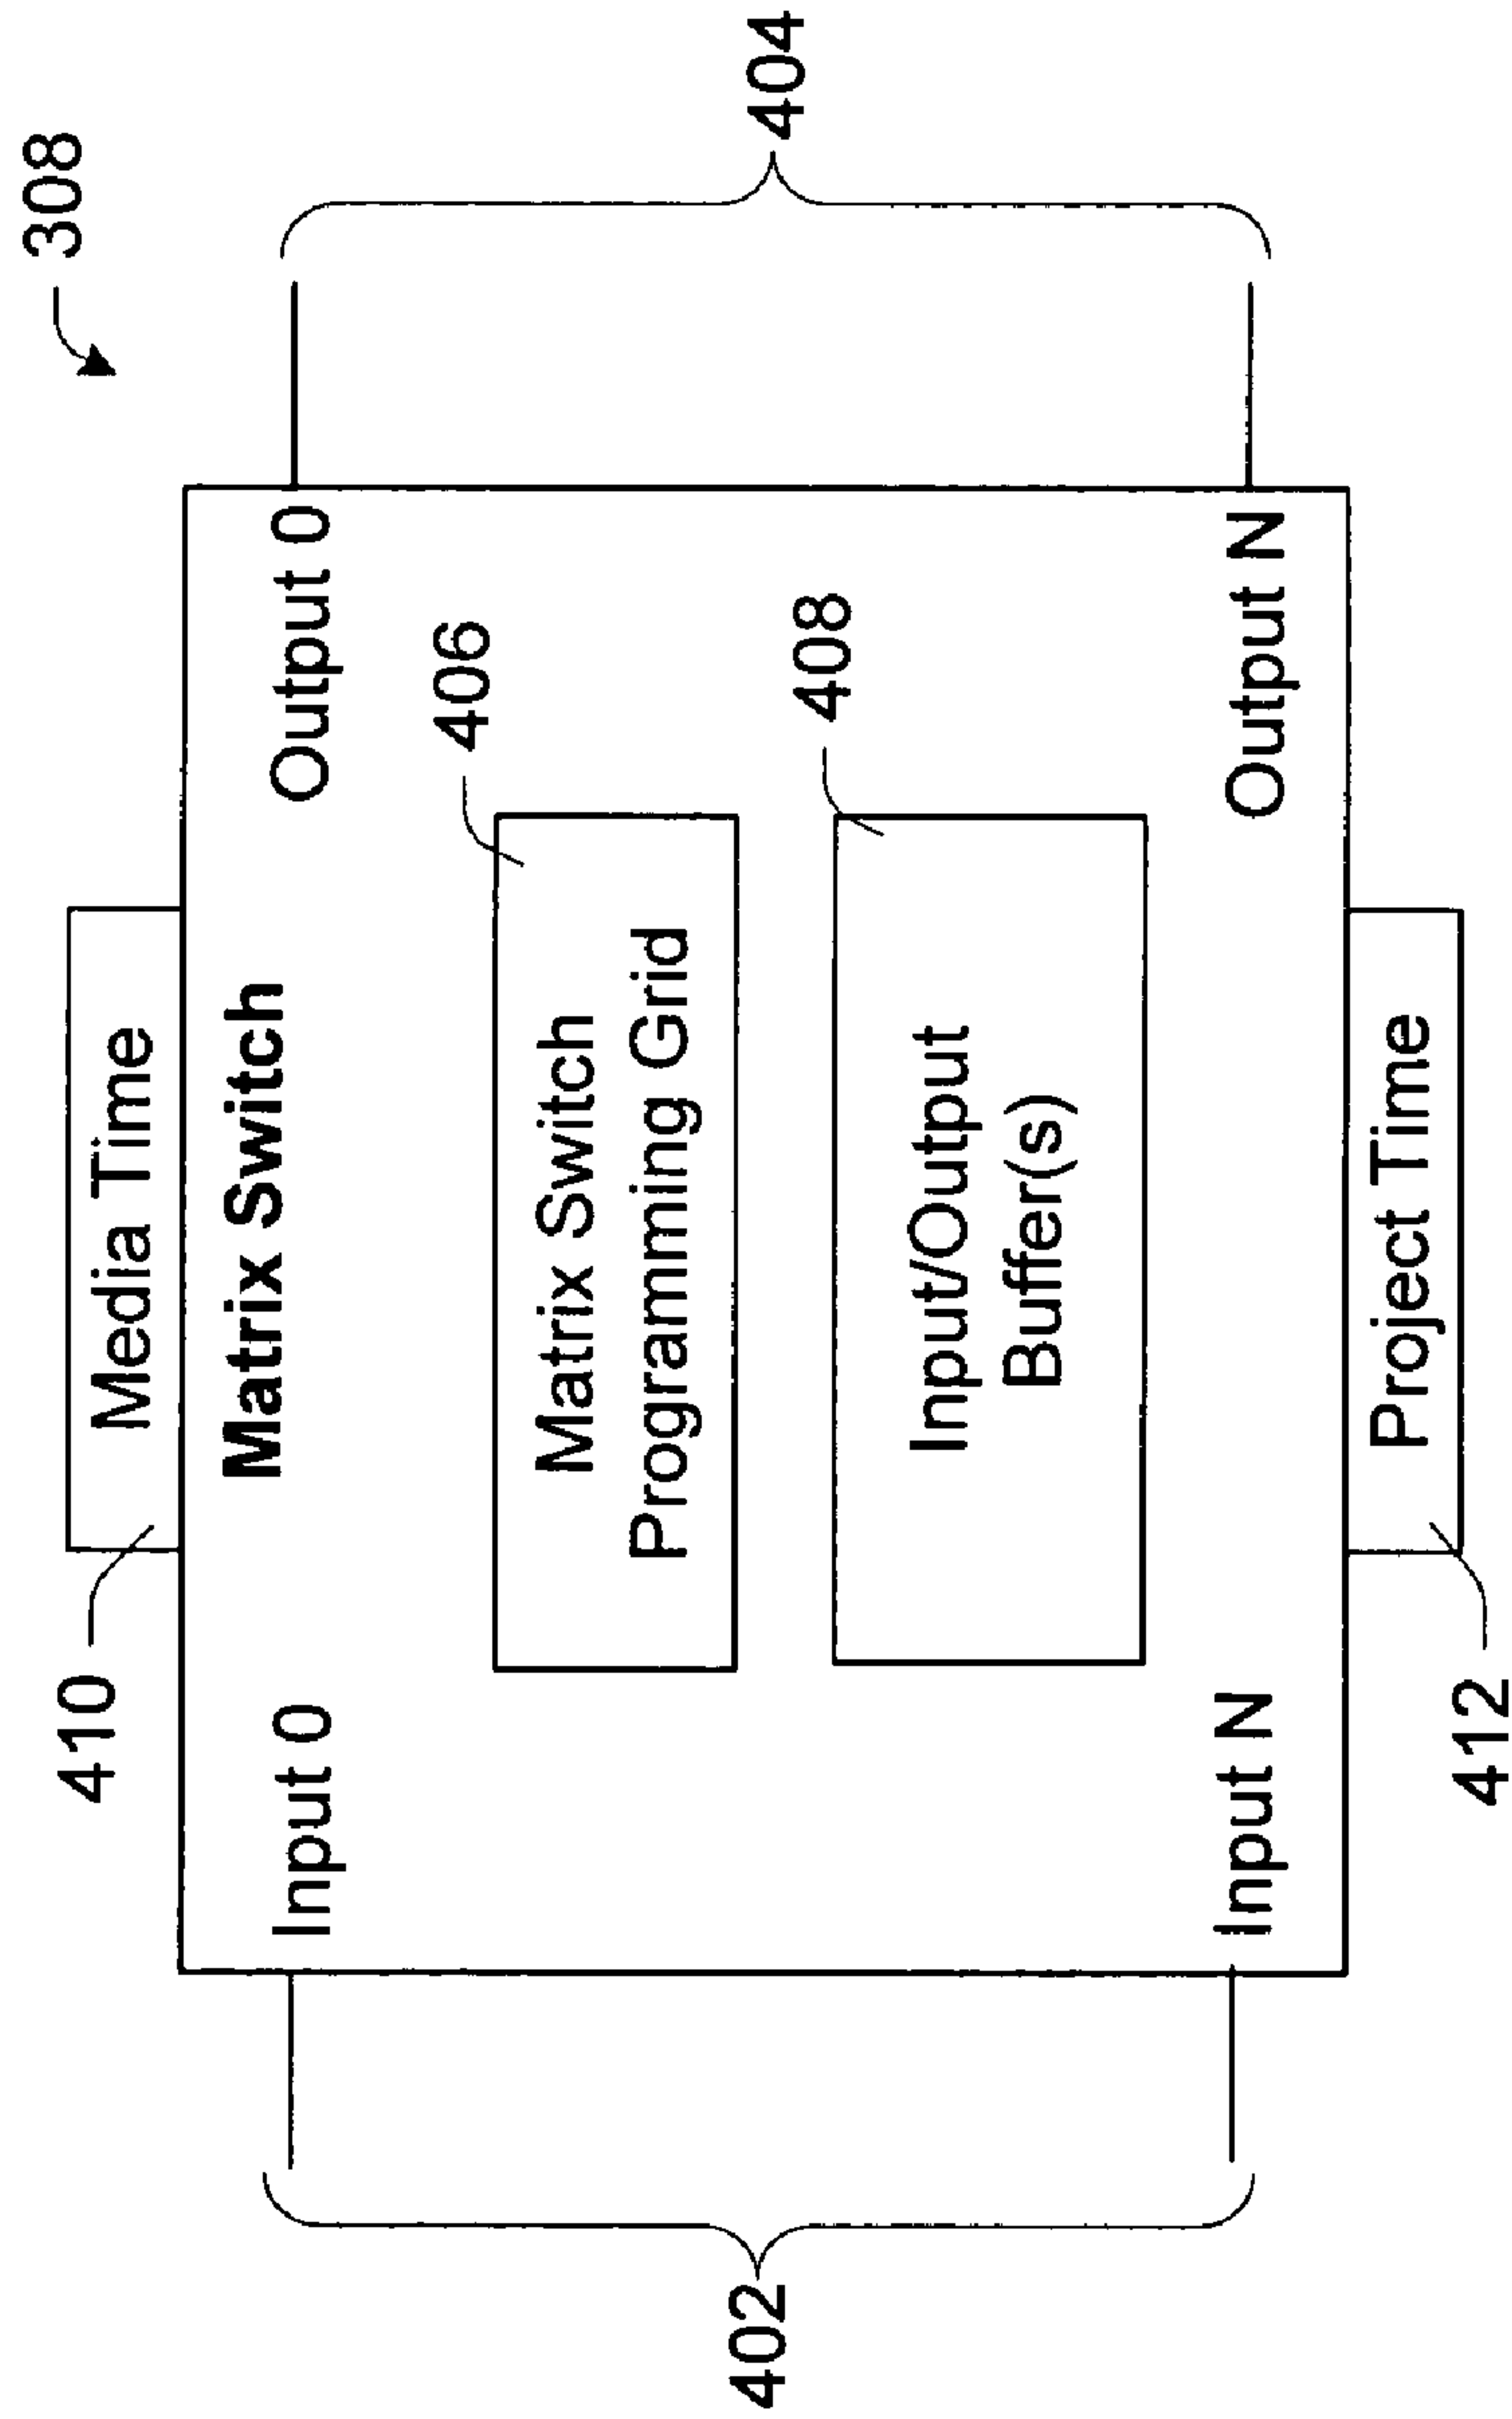 308
410
Media Time
Matrix Switch
Input 0
Output 0
406
Matrix Switch
Programming Grid
402
404
408
Input/Output
Buffer(s)
Input N
Output N
Project Time
412